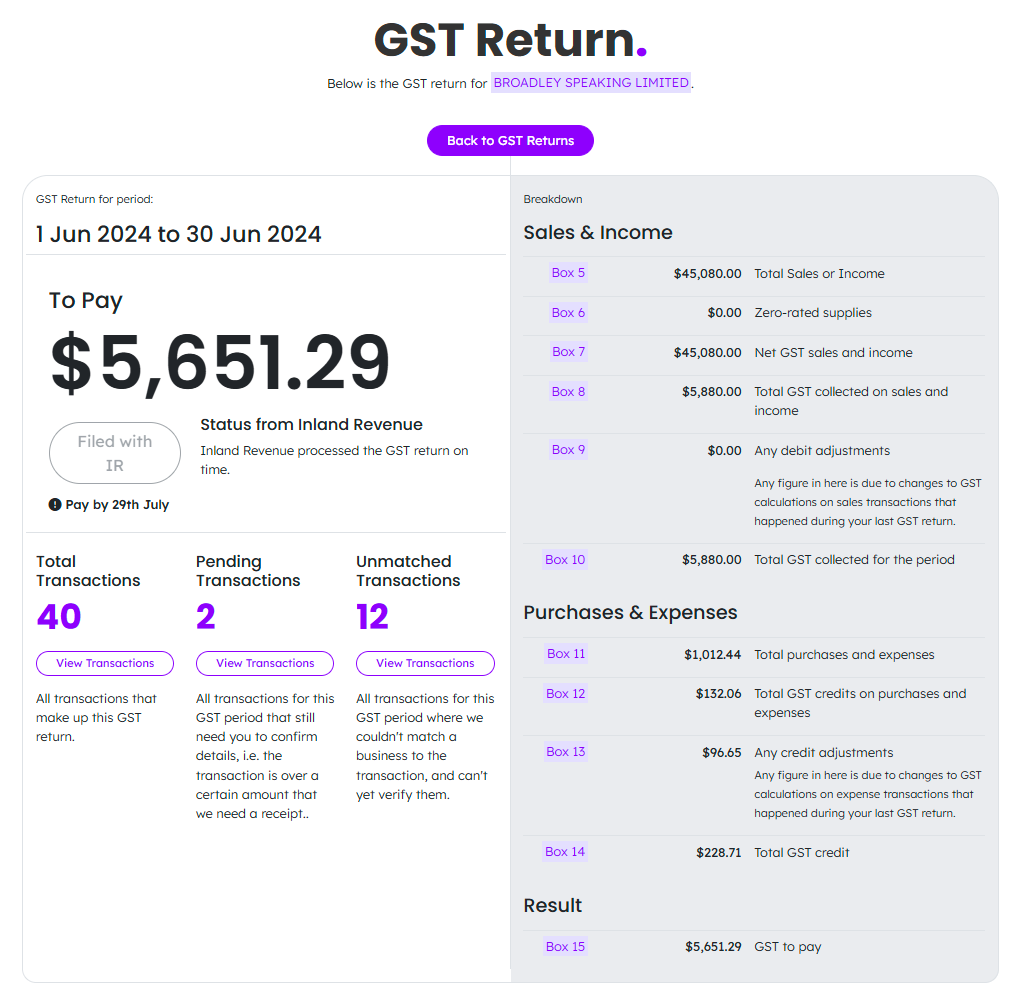 GST Return.
Below is the GST return for BROADLEY SPEAKING LIMITED.
Back to GST Returns
GST Return for period:
1 Jun 2024 to 30 Jun 2024
To Pay
$5,651.29
Filed with
IR
Status from Inland Revenue
Inland Revenue processed the GST return on
time.
! Pay by 29th July
Total
Transactions
40
View Transactions
All transactions that
make up this GST
return.
Pending
Transactions
2
View Transactions
All transactions for this
GST period that still
need you to confirm
details, i.e. the
transaction is over a
certain amount that
we need a receipt..
Unmatched
Transactions
12
View Transactions
All transactions for this
GST period where we
couldn't match a
business to the
transaction, and can't
yet verify them.
Breakdown
Sales & Income
Box 5 $45,080.00 Total Sales or Income
Box 6 $0.00 Zero-rated supplies
Box 7 $45,080.00 Net GST sales and income
Box 8 $5,880.00 Total GST collected on sales and
income
Box 9 $0.00 Any debit adjustments
Any figure in here is due to changes to GST
calculations on sales transactions that
happened during your last GST return.
Box 10 $5,880.00 Total GST collected for the period
Purchases & Expenses
Box 11 $1,012.44 Total purchases and expenses
Box 12 $132.06 Total GST credits on purchases and
expenses
Box 13 $96.65 Any credit adjustments
Any figure in here is due to changes to GST
calculations on expense transactions that
happened during your last GST return.
Box 14 $228.71 Total GST credit
Result
Box 15 $5,651.29 GST to pay